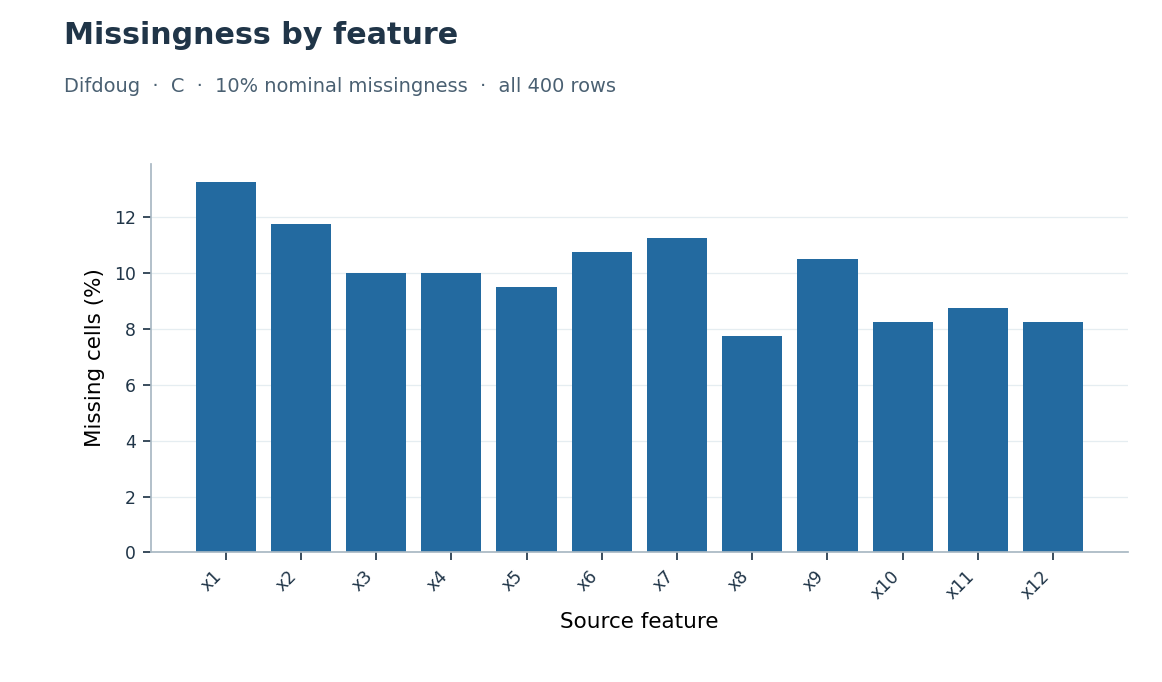 Missingness by feature
Difdoug · C · 10% nominal missingness · all 400 rows
Missing cells (%)
12
10
8
6
4
2
0
x1 x2 x3 x4 x5 x6 x7 x8 x9 x10 x11 x12
Source feature